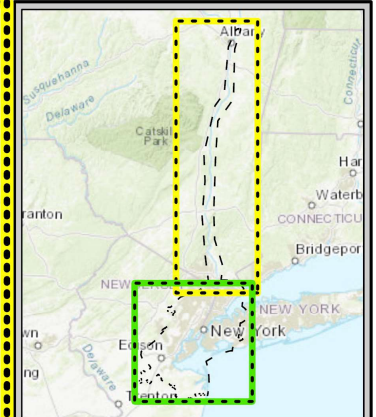 Albany
Susquehanna
Delaware
Connecticut
Catskill
Park
Har
Waterb
ranton
CONNECTICU
Bridgepor
NEW
NEW YORK
New York
wn
Edison
Delaware
ng
Trenton